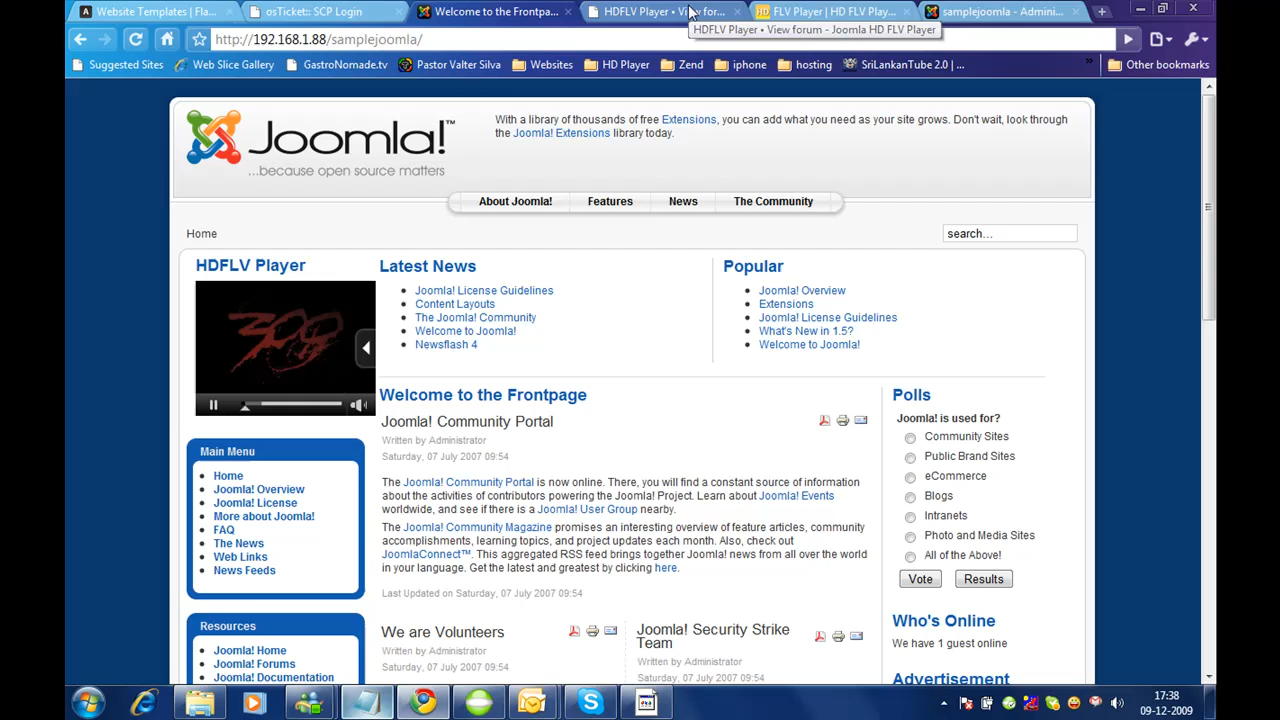 Website Templates | Fla...
osTicket:: SCP Login
Welcome to the Frontpa...
HDFLV Player • View for...
FLV Player | HD FLV Play...
samplejoomla - Admini...
HDFLV Player • View forum - Joomla HD FLV Player
http://192.168.1.88/samplejoomla/
Suggested Sites
Web Slice Gallery
GastroNomade.tv
Pastor Valter Silva
Websites
HD Player
Zend
iphone
hosting
SriLankanTube 2.0 | ...
»
Other bookmarks
Joomla!™
...because open source matters
With a library of thousands of free Extensions, you can add what you need as your site grows. Don't wait, look through
the Joomla! Extensions library today.
About Joomla!
Features
News
The Community
Home
search...
HDFLV Player
300
Latest News
Joomla! License Guidelines
Content Layouts
The Joomla! Community
Welcome to Joomla!
Newsflash 4
Popular
Joomla! Overview
Extensions
Joomla! License Guidelines
What's New in 1.5?
Welcome to Joomla!
Main Menu
Home
Joomla! Overview
Joomla! License
More about Joomla!
FAQ
The News
Web Links
News Feeds
Resources
Joomla! Home
Joomla! Forums
Joomla! Documentation
Welcome to the Frontpage
Joomla! Community Portal
Written by Administrator
Saturday, 07 July 2007 09:54
The Joomla! Community Portal is now online. There, you will find a constant source of information
about the activities of contributors powering the Joomla! Project. Learn about Joomla! Events
worldwide, and see if there is a Joomla! User Group nearby.
The Joomla! Community Magazine promises an interesting overview of feature articles, community
accomplishments, learning topics, and project updates each month. Also, check out
JoomlaConnect™. This aggregated RSS feed brings together Joomla! news from all over the world
in your language. Get the latest and greatest by clicking here.
Last Updated on Saturday, 07 July 2007 09:54
We are Volunteers
Written by Administrator
Saturday, 07 July 2007 09:54
Joomla! Security Strike
Team
Written by Administrator
Saturday, 07 July 2007 09:54
Polls
Joomla! is used for?
Community Sites
Public Brand Sites
eCommerce
Blogs
Intranets
Photo and Media Sites
All of the Above!
Vote
Results
Who's Online
We have 1 guest online
Advertisement
17:38
09-12-2009